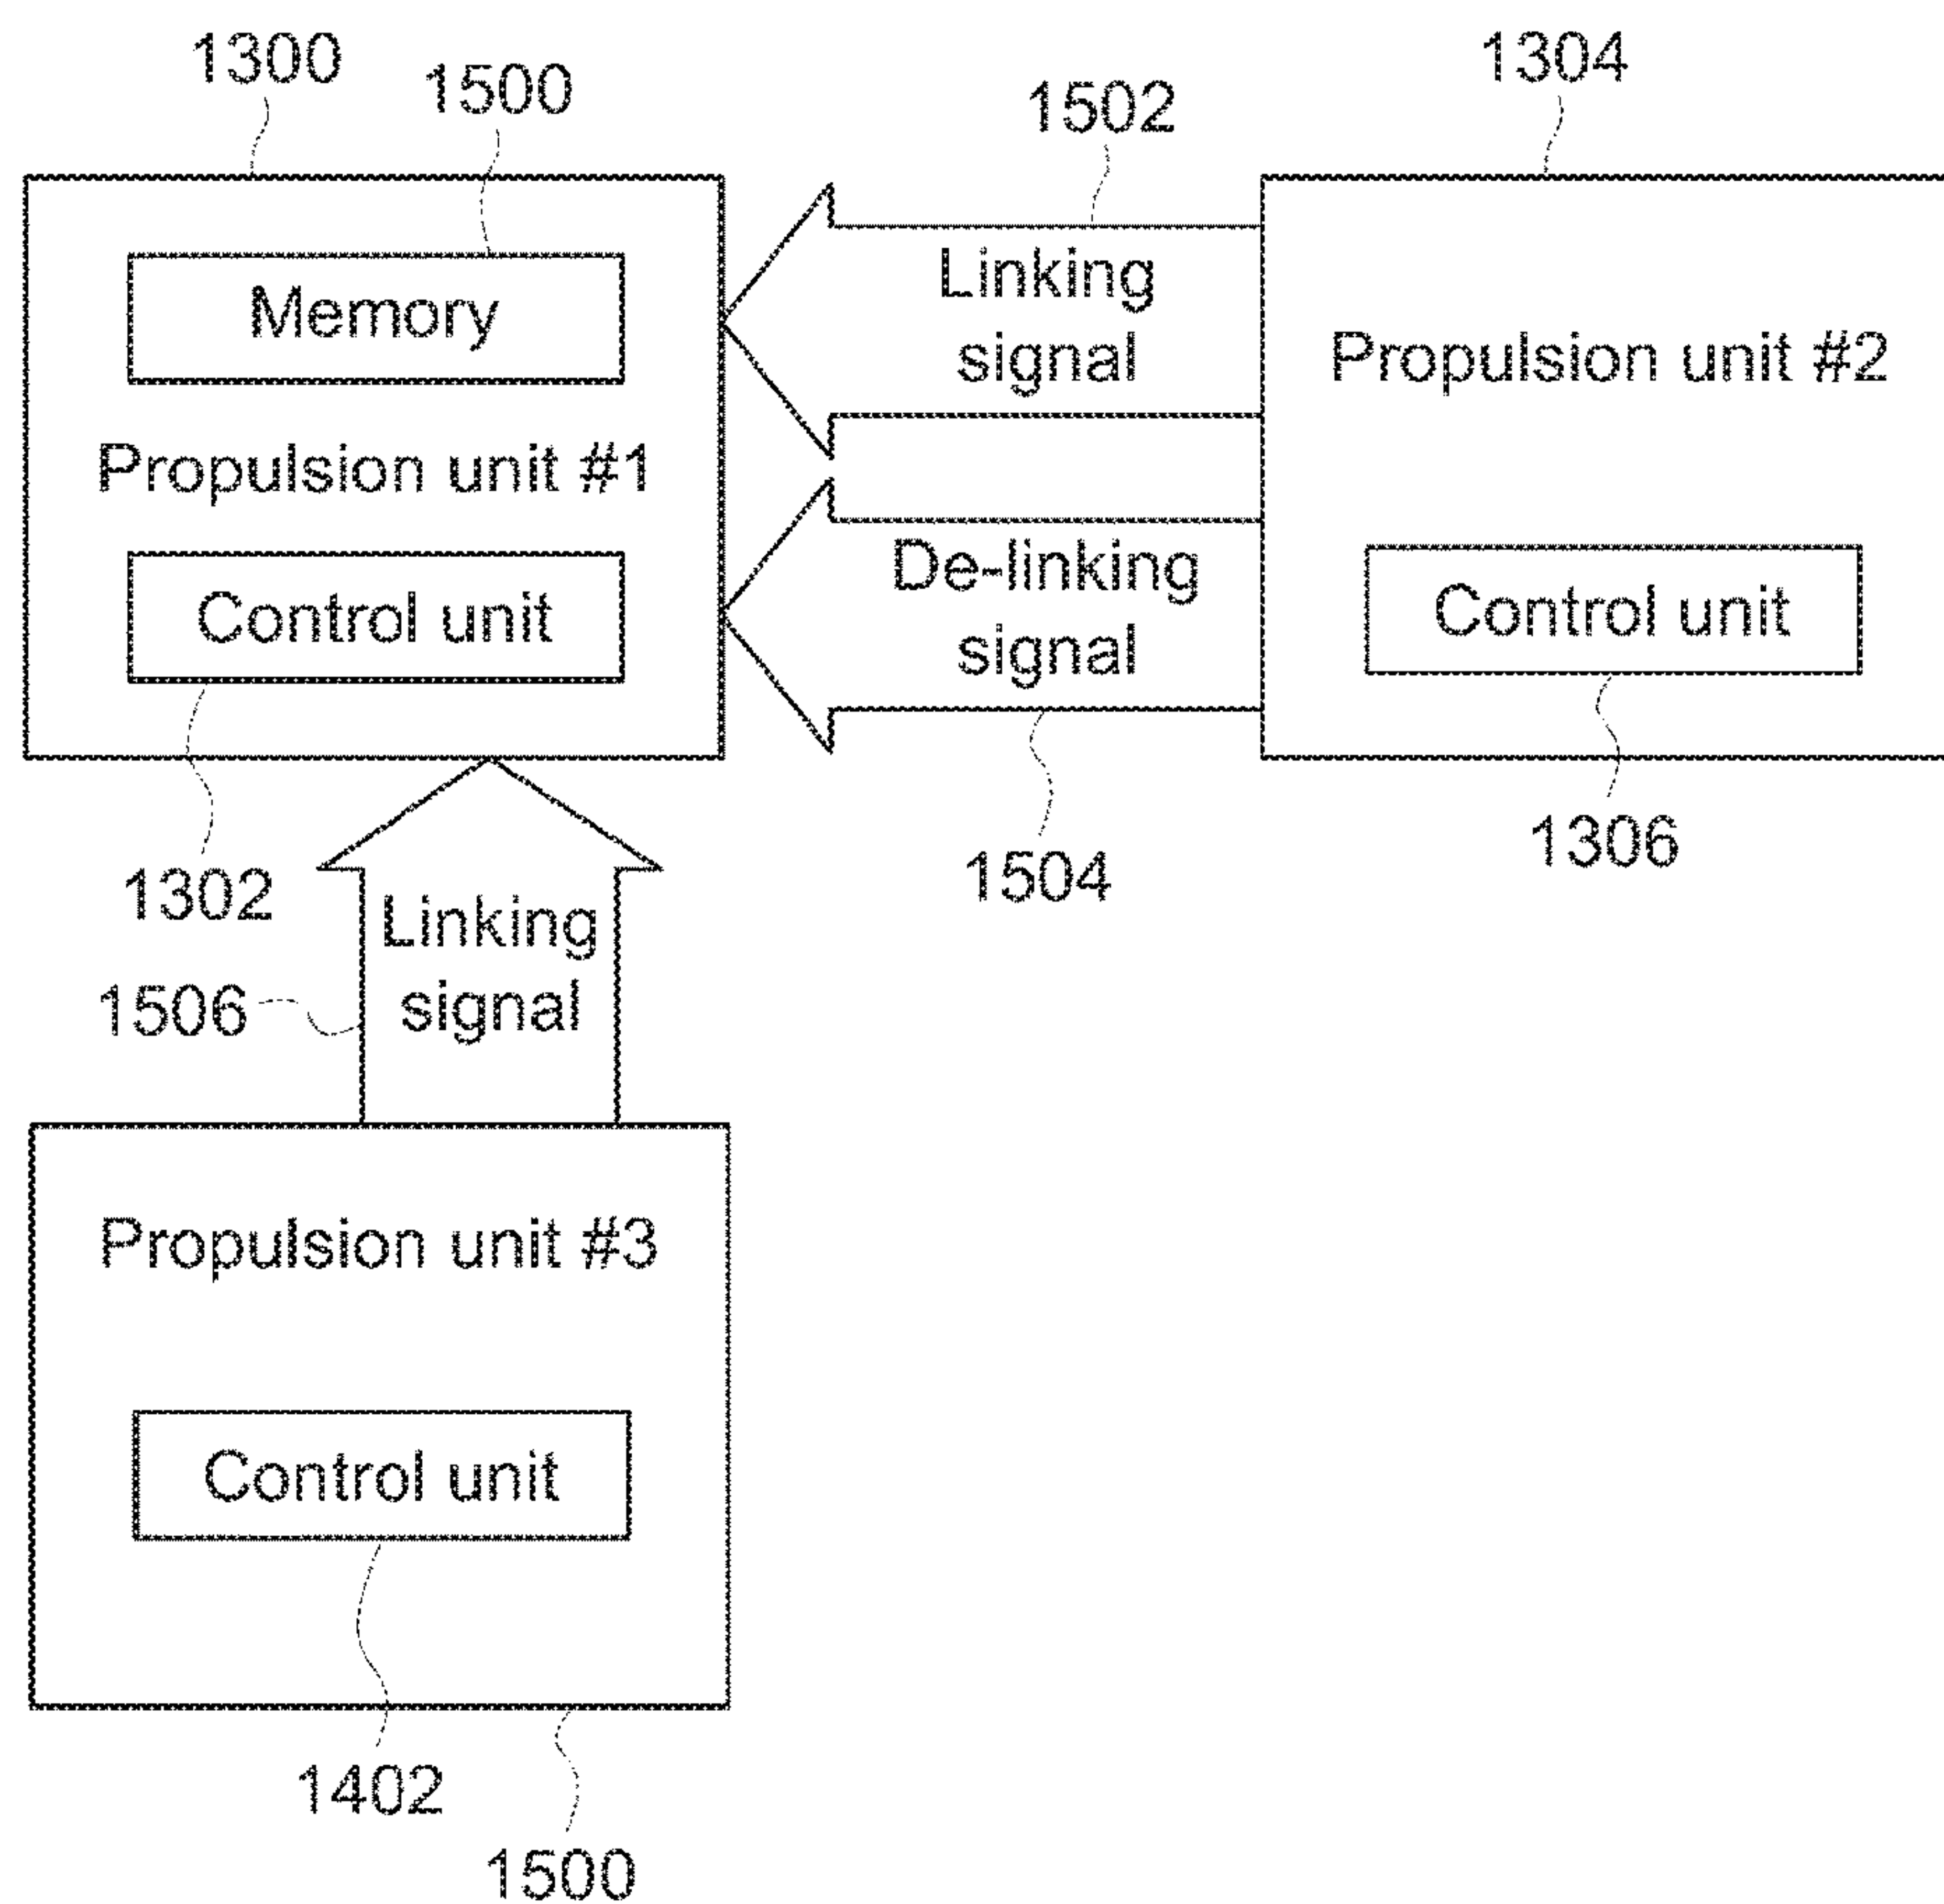 1300
1500
1502
1304
Memory
Propulsion unit #1
Control unit
1302
Linking
signal
De-linking
signal
1504
Propulsion unit #2
Control unit
1306
Linking
signal
1506
Propulsion unit #3
Control unit
1402
1500